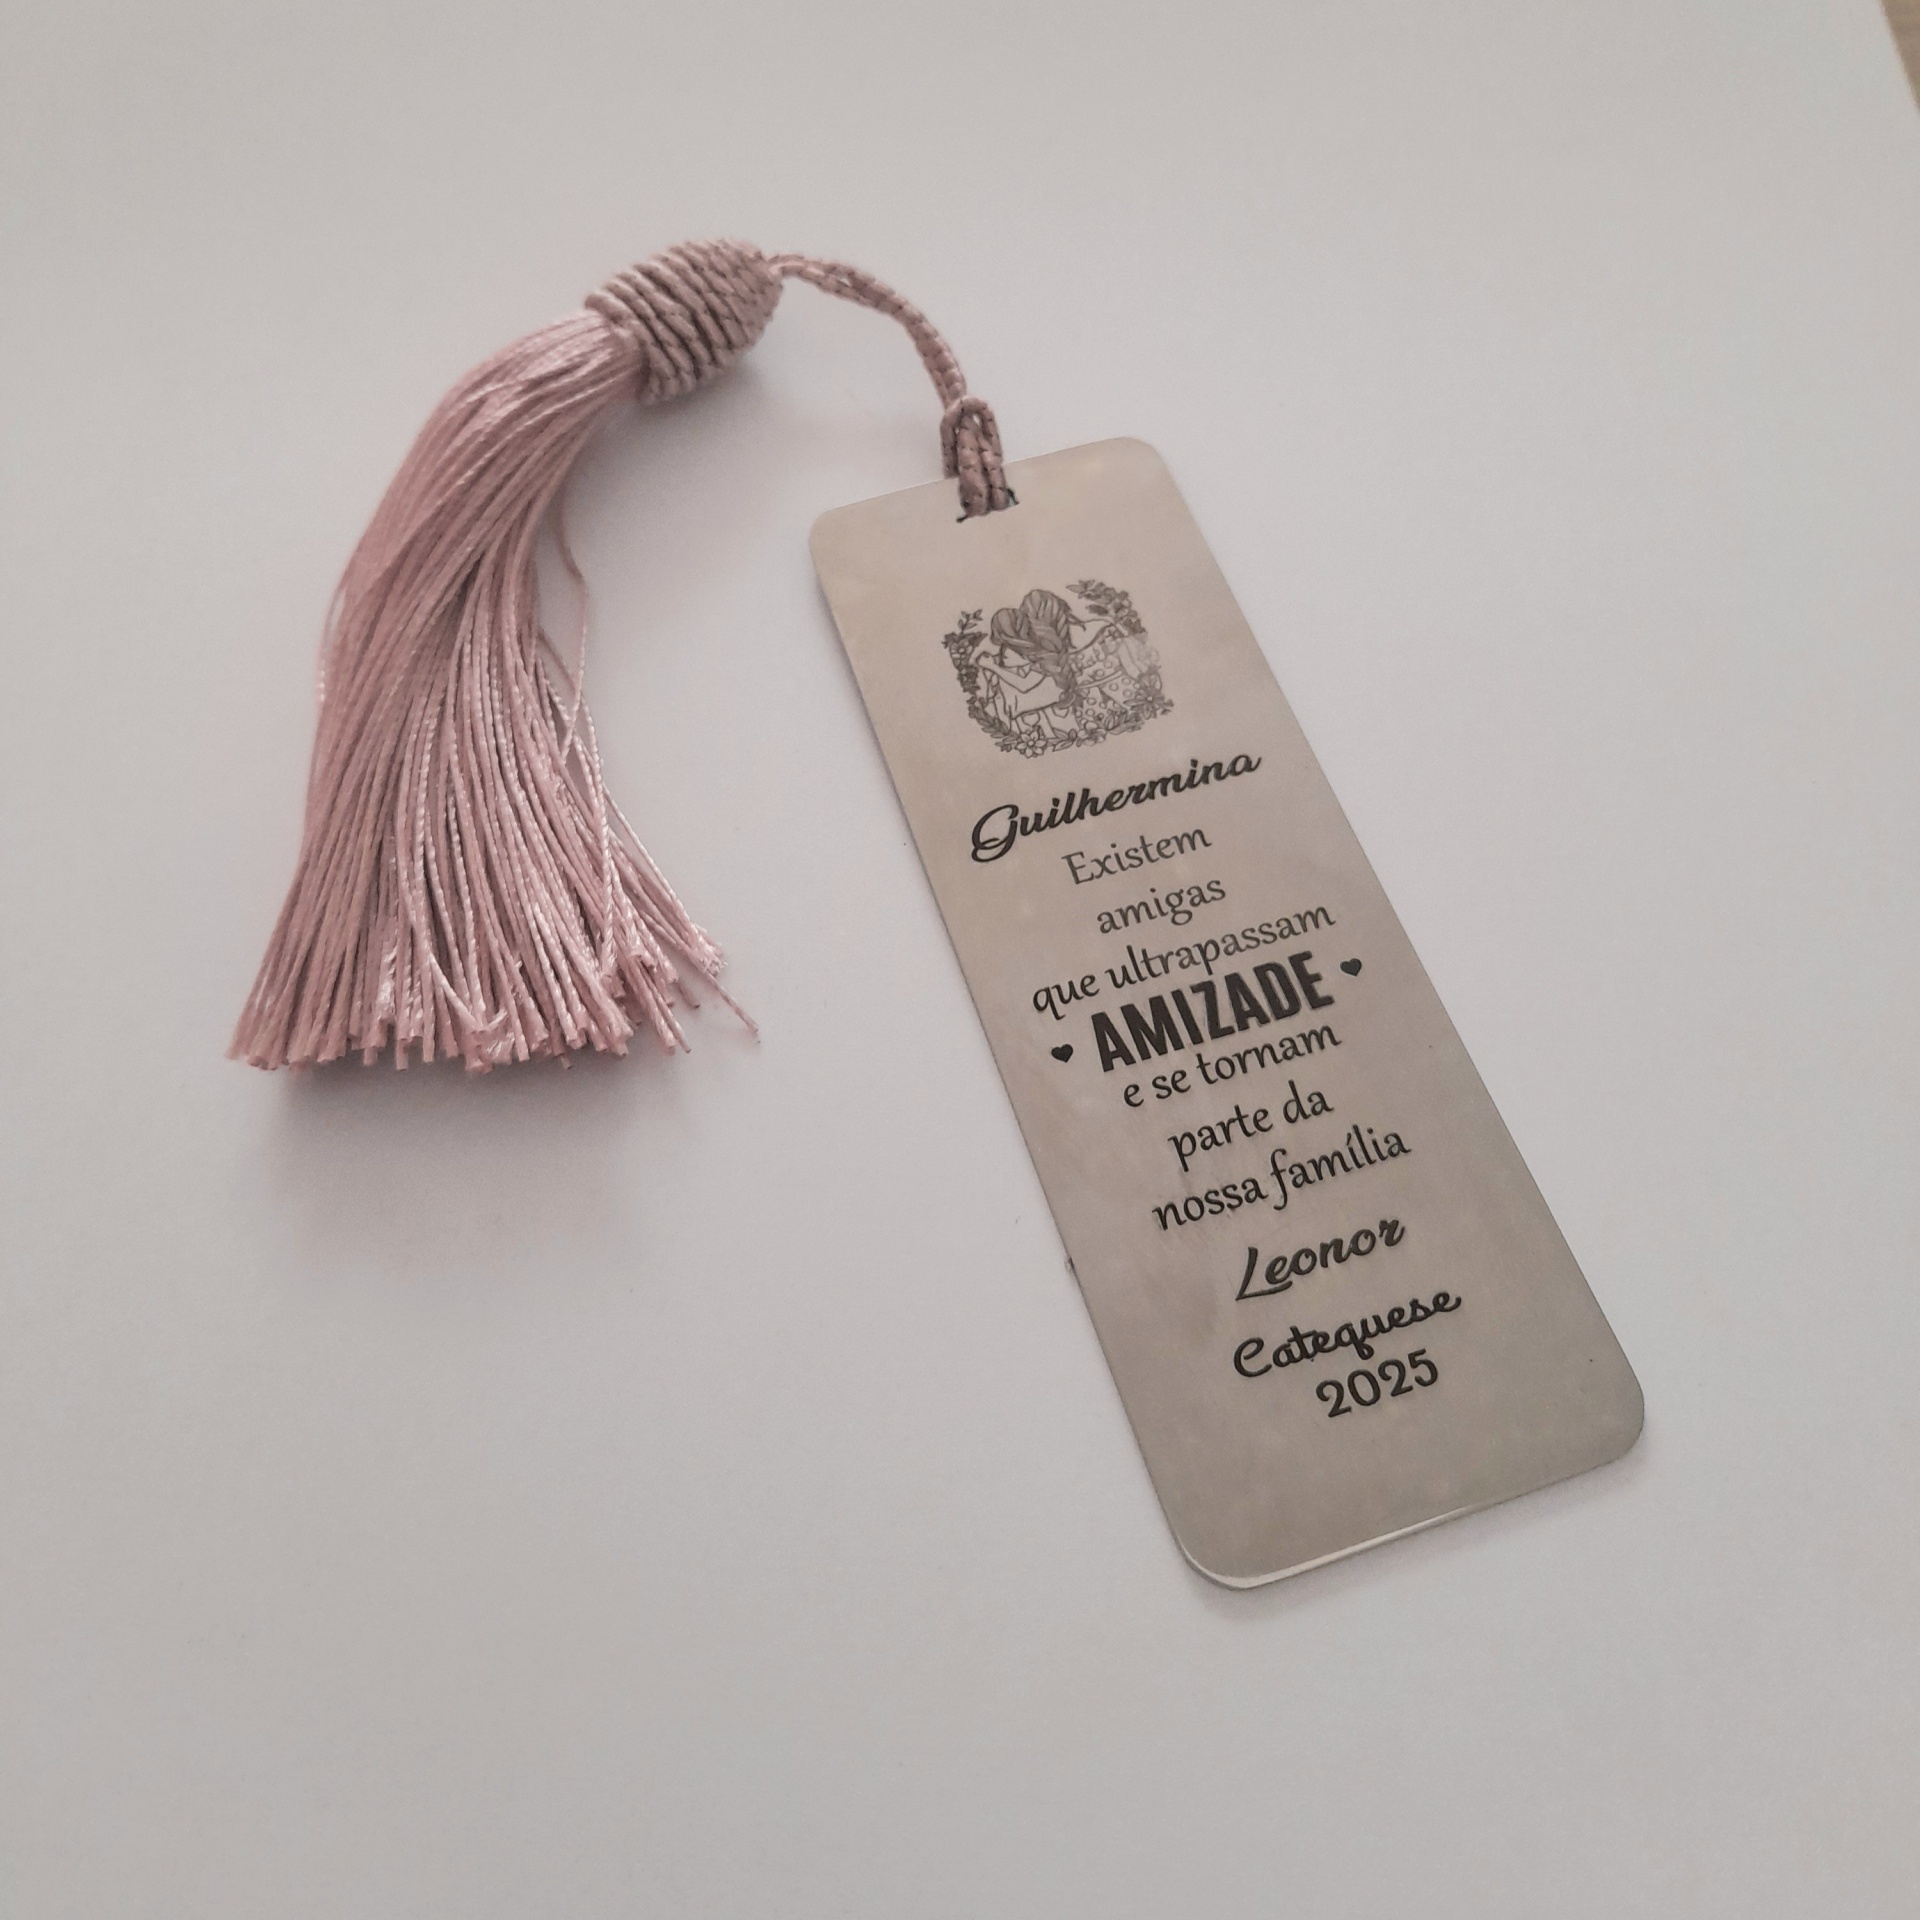 Guilhermina
Existem
amigas
que ultrapassam
AMIZADE
e se tornam
parte da
nossa família
Leonor
Catequese
2025